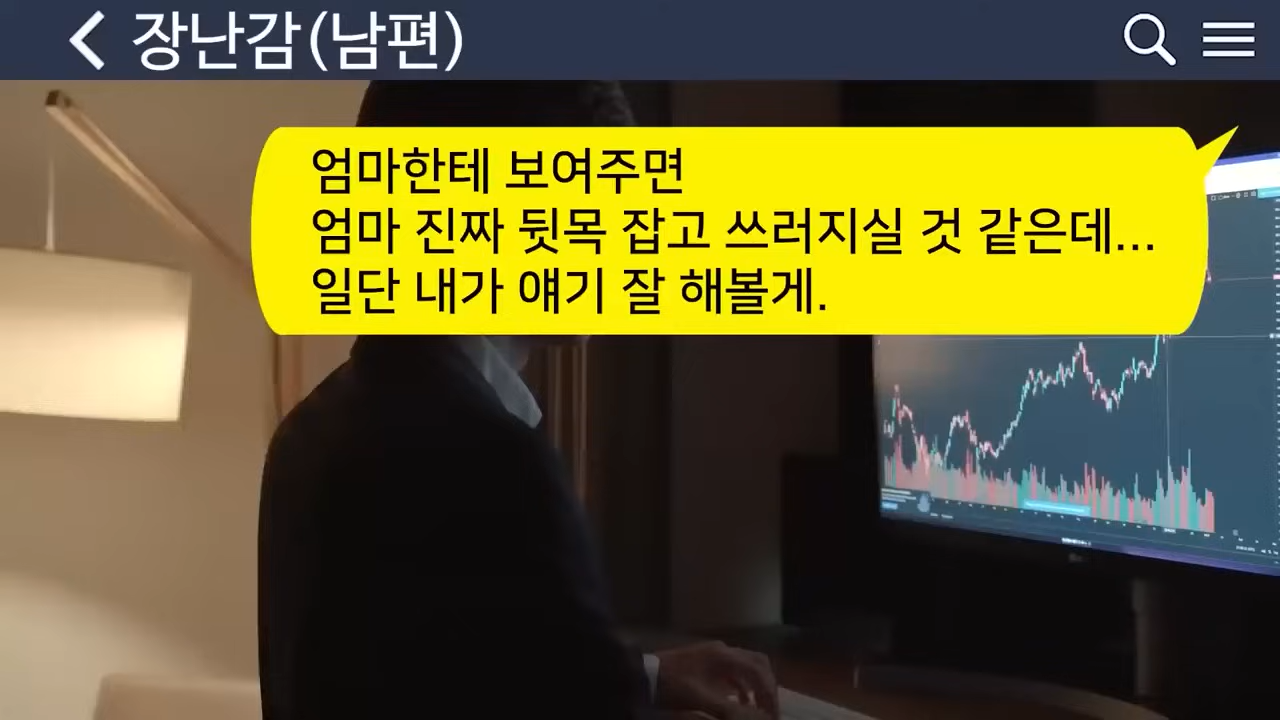 장난감(남편)
엄마한테 보여주면
엄마 진짜 뒷목 잡고 쓰러지실 것 같은데...
일단 내가 얘기 잘 해볼게.